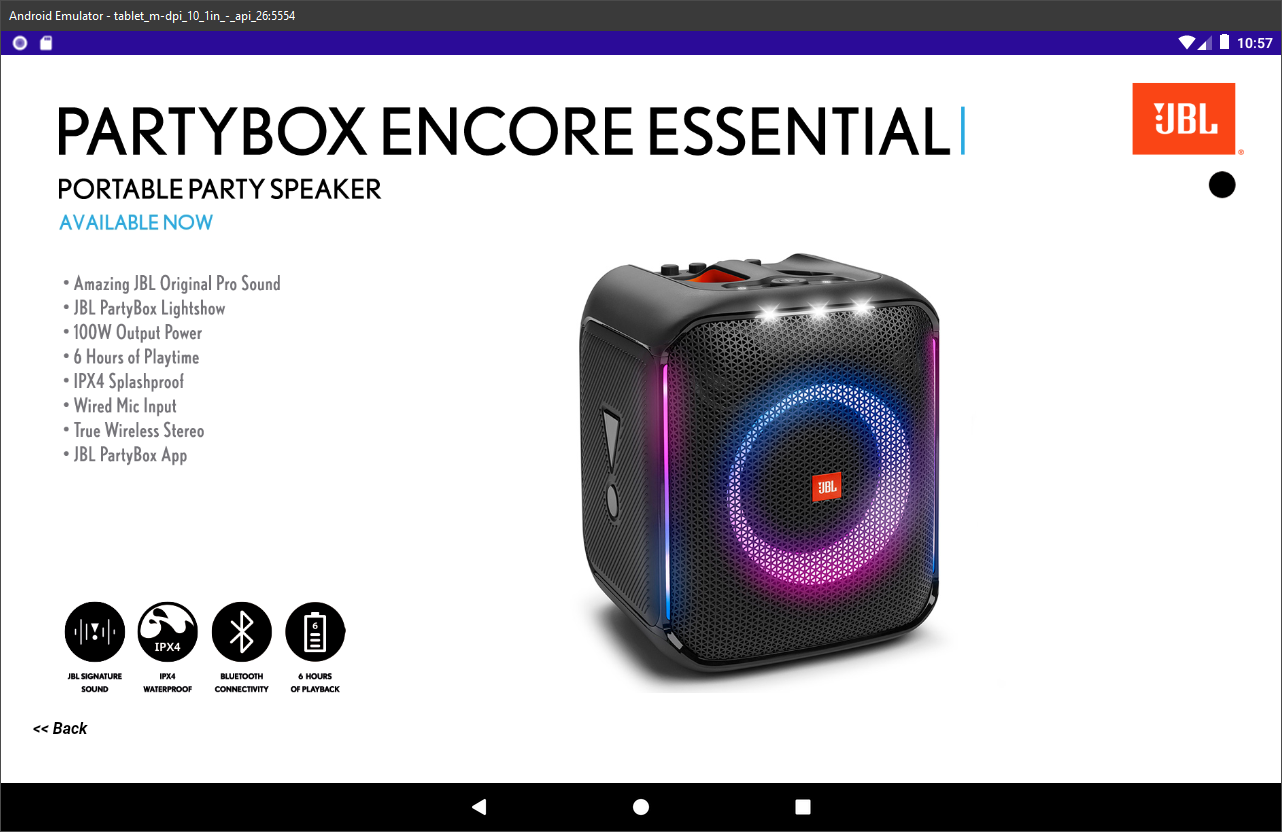 Android Emulator - tablet_m-dpi_10_1in_-_api_26:5554
10:57
PARTYBOX ENCORE ESSENTIAL
JBL
®
PORTABLE PARTY SPEAKER
AVAILABLE NOW
• Amazing JBL Original Pro Sound
• JBL PartyBox Lightshow
• 100W Output Power
• 6 Hours of Playtime
• IPX4 Splashproof
• Wired Mic Input
• True Wireless Stereo
• JBL PartyBox App
JBL
IPX4
6
JBL SIGNATURE
SOUND
IPX4
WATERPROOF
BLUETOOTH
CONNECTIVITY
6 HOURS
OF PLAYBACK
<< Back